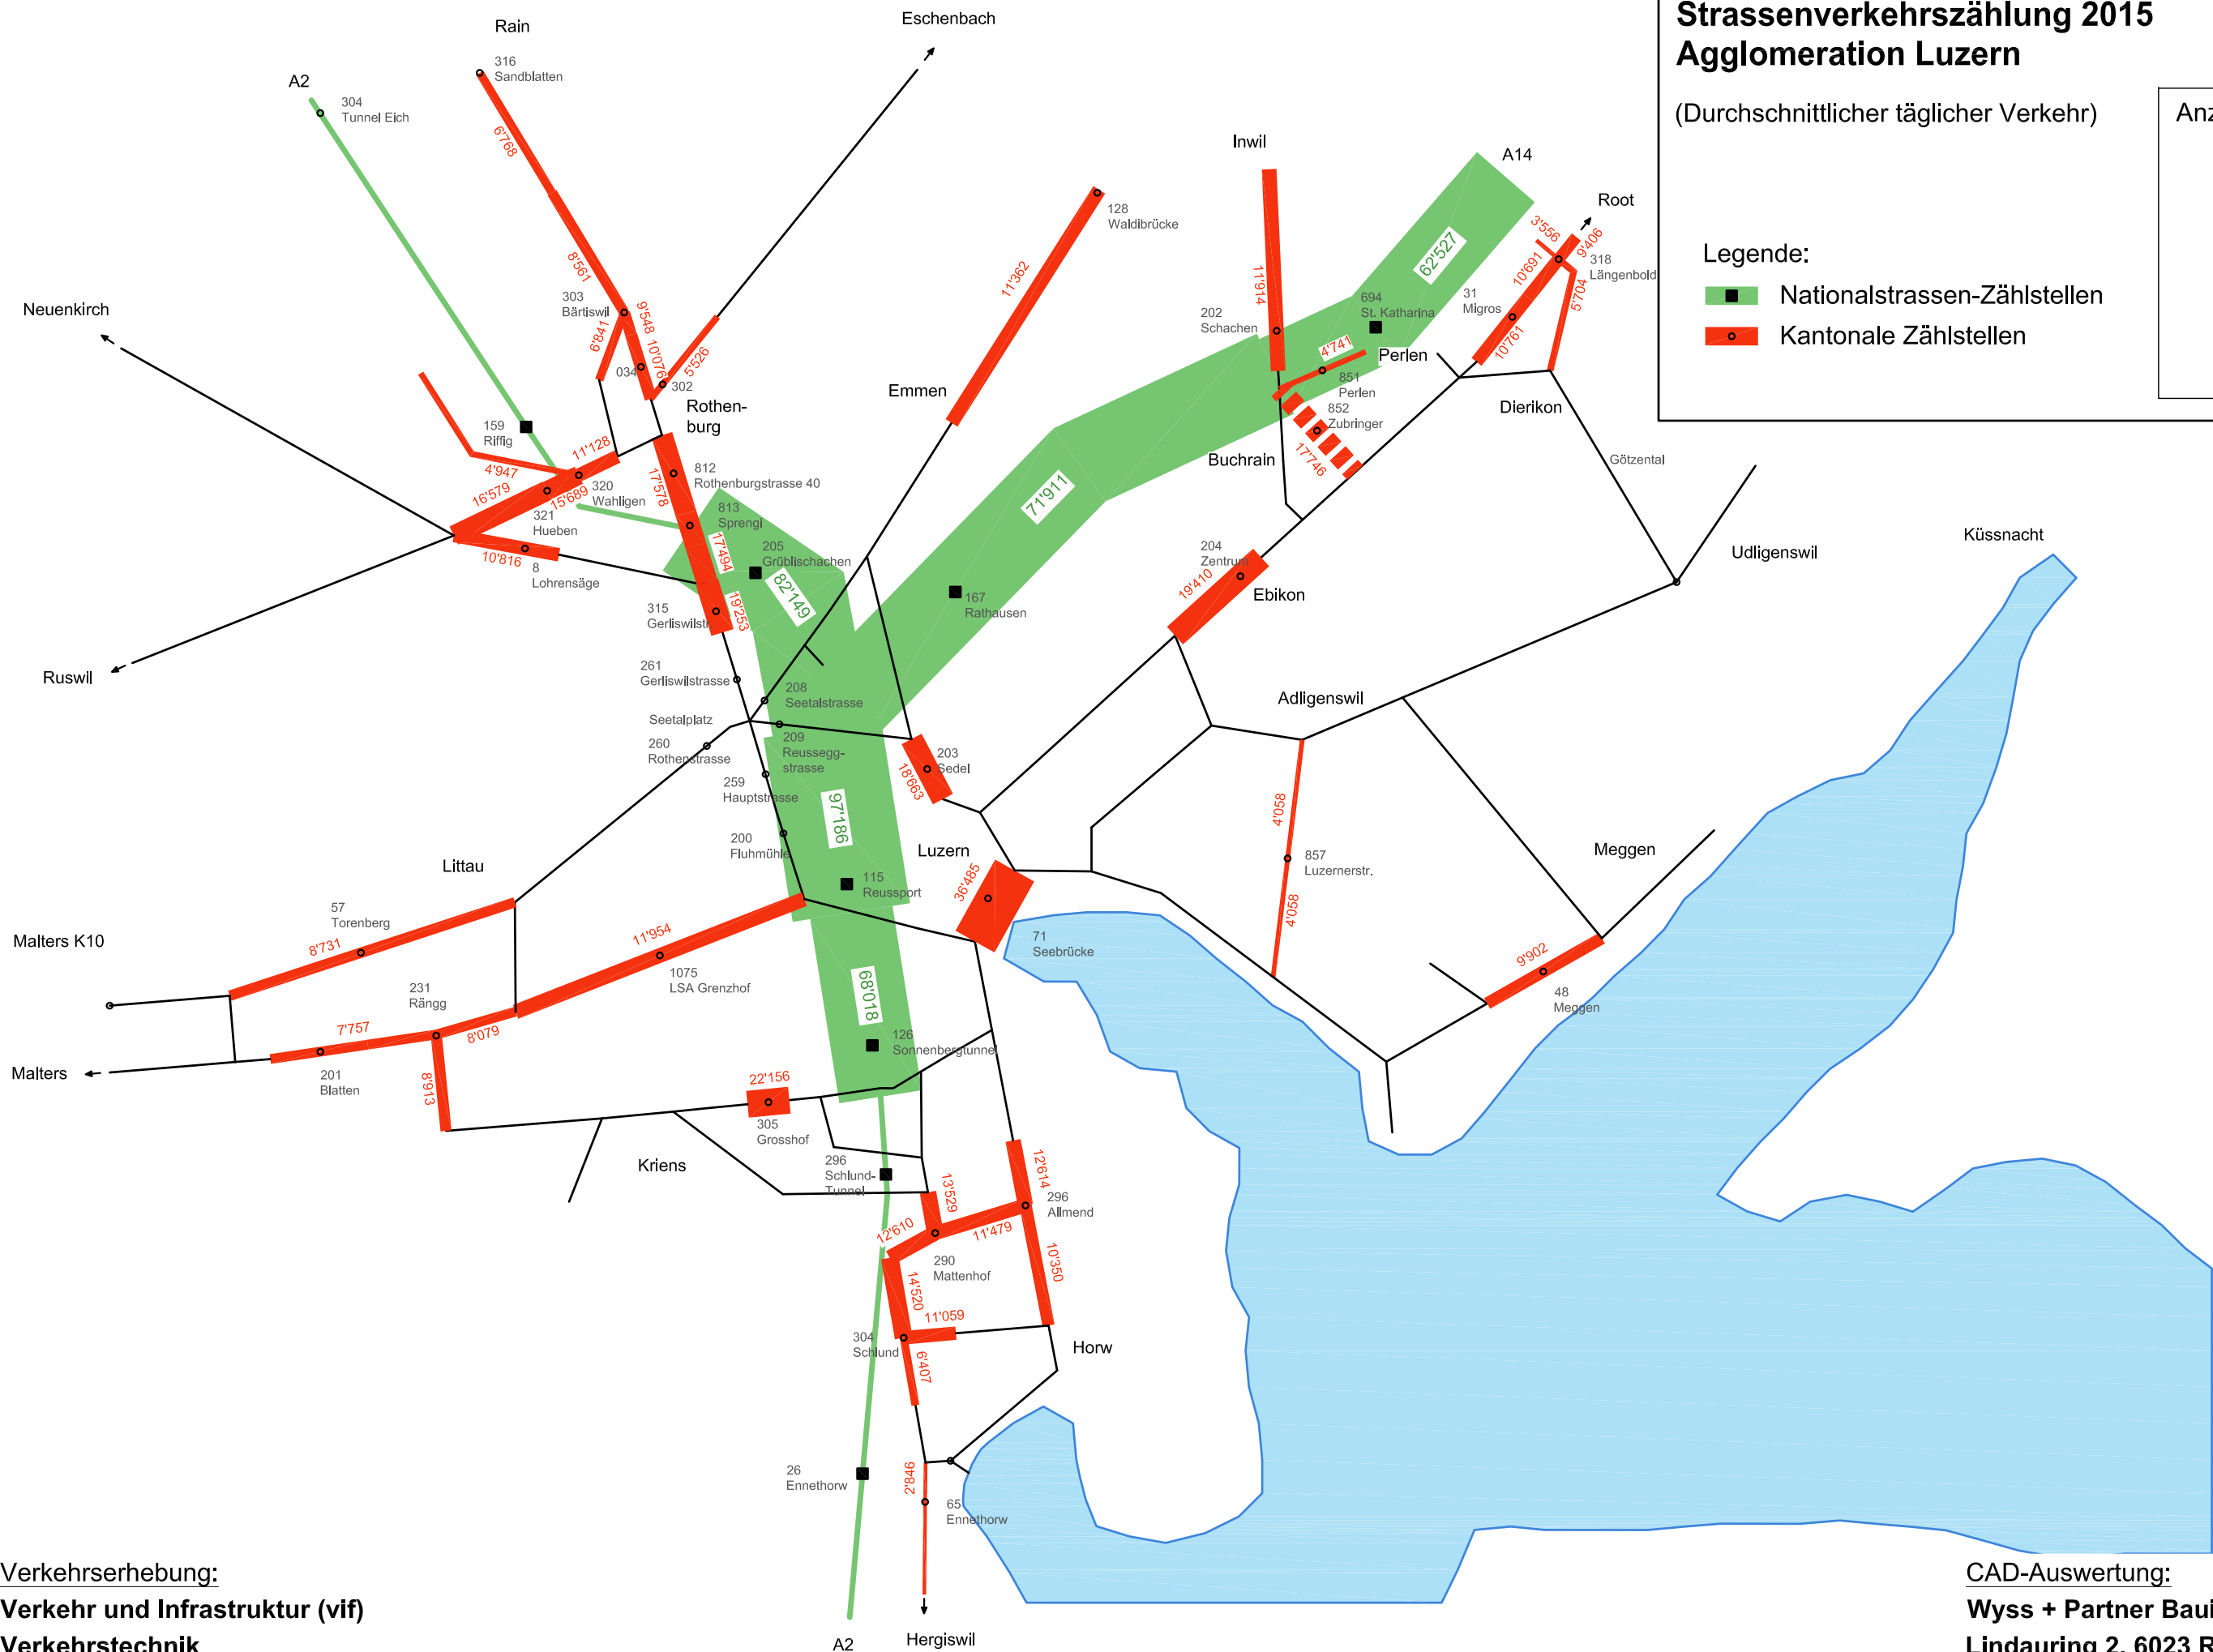 Strassenverkehrszählung 2015
Agglomeration Luzern
(Durchschnittlicher täglicher Verkehr)
Legende:
Nationalstrassen-Zählstellen
Kantonale Zählstellen
Rain
Eschenbach
A2
316
Sandblatten
304
Tunnel Eich
6'768
8'561
303
Bärtiswil
9'548
10'076
6'841
034
302
5'526
Rothen-
burg
Neuenkirch
159
Riffig
11'128
4'947
16'579
15'689
320
Wahligen
321
Hueben
10'816
8
Lohrensäge
Ruswil
17'578
812
Rothenburgstrasse 40
813
Sprengi
17'494
205
Grüblischachen
82'149
19'253
315
Gerliswilstr
261
Gerliswilstrasse
208
Seetalstrasse
Seetalplatz
260
Rothenstrasse
209
Reussegg-
strasse
259
Hauptstrasse
200
Fluhmühle
97'186
115
Reussport
Emmen
11'362
128
Waldibrücke
71'911
167
Rathausen
Inwil
11'914
202
Schachen
A14
62'527
694
St. Katharina
4'741
Perlen
851
Perlen
852
Zubringer
17'746
Buchrain
Root
3'556
9'406
318
Längenbold
10'691
5'704
31
Migros
10'761
Dierikon
Götzental
Udligenswil
Küssnacht
204
Zentrum
19'410
Ebikon
Adligenswil
203
Sedel
18'663
Luzern
36'485
71
Seebrücke
4'058
857
Luzernerstr.
4'058
Meggen
9'902
48
Meggen
Littau
57
Torenberg
8'731
Malters K10
231
Rängg
7'757
8'079
201
Blatten
Malters
8'913
11'954
1075
LSA Grenzhof
68'018
126
Sonnenbergtunnel
22'156
305
Grosshof
Kriens
296
Schlund-
Tunnel
13'529
12'614
296
Allmend
12'610
11'479
290
Mattenhof
10'350
14'520
11'059
304
Schlund
6'407
Horw
26
Ennethorw
2'846
65
Ennethorw
A2
Hergiswil
Verkehrserhebung:
Verkehr und Infrastruktur (vif)
Verkehrstechnik
CAD-Auswertung:
Wyss + Partner
Lindauring 2, 6023